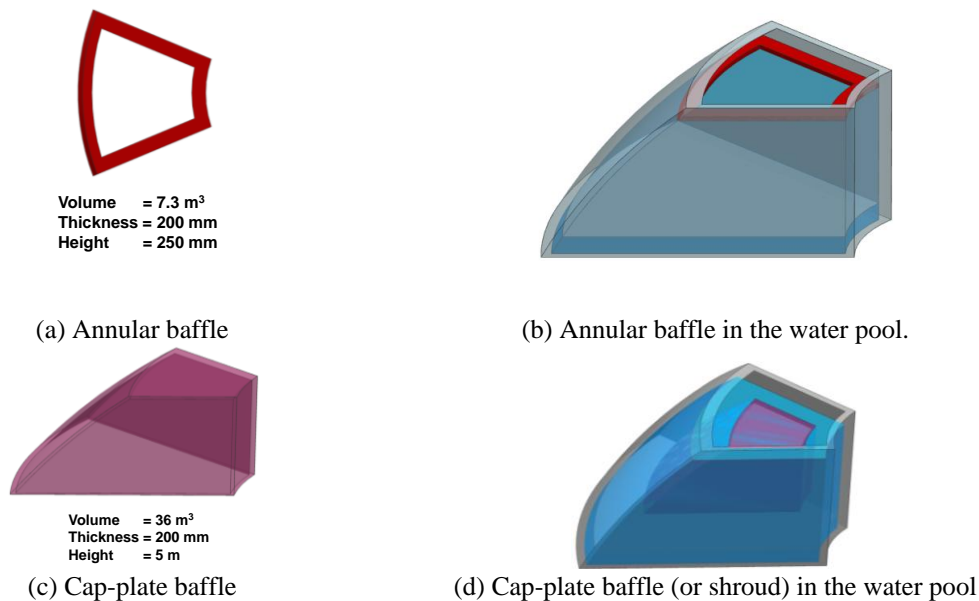 Volume = 7.3 m³
Thickness = 200 mm
Height = 250 mm
(a) Annular baffle
(b) Annular baffle in the water pool.
Volume = 36 m³
Thickness = 200 mm
Height = 5 m
(c) Cap-plate baffle
(d) Cap-plate baffle (or shroud) in the water pool